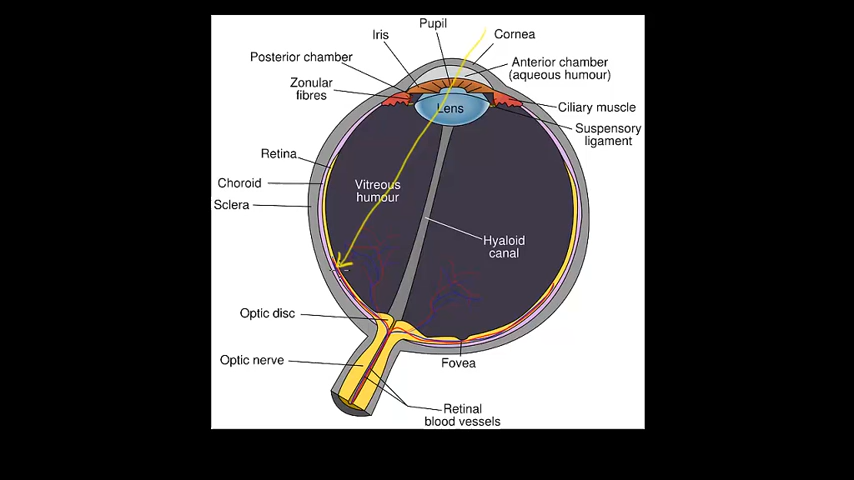 Pupil
Iris
Cornea
Posterior chamber
Anterior chamber
(aqueous humour)
Zonular
fibres
Lens
Ciliary muscle
Suspensory
ligament
Retina
Choroid
Vitreous
humour
Sclera
Hyaloid
canal
Optic disc
Optic nerve
Fovea
Retinal
blood vessels